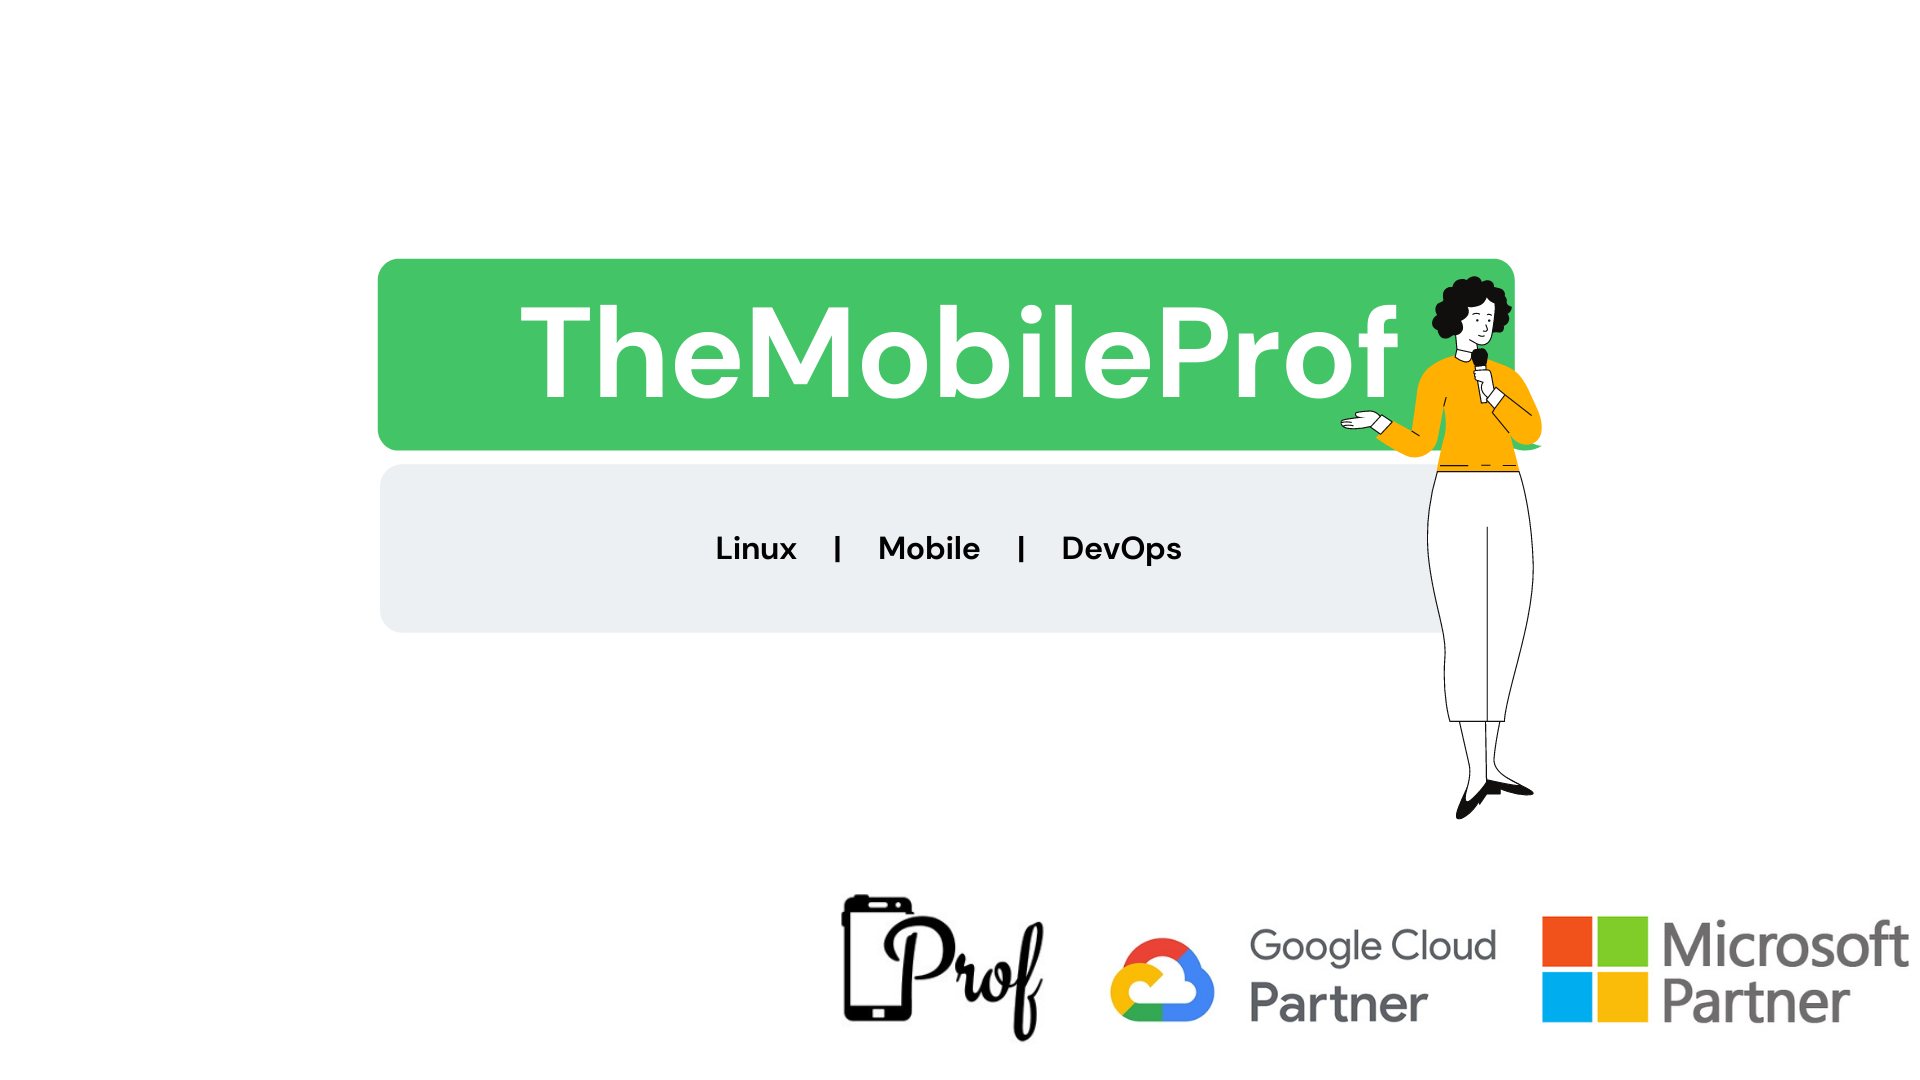 TheMobileProf
Linux | Mobile | DevOps
Prof
Google Cloud
Partner
Microsoft
Partner